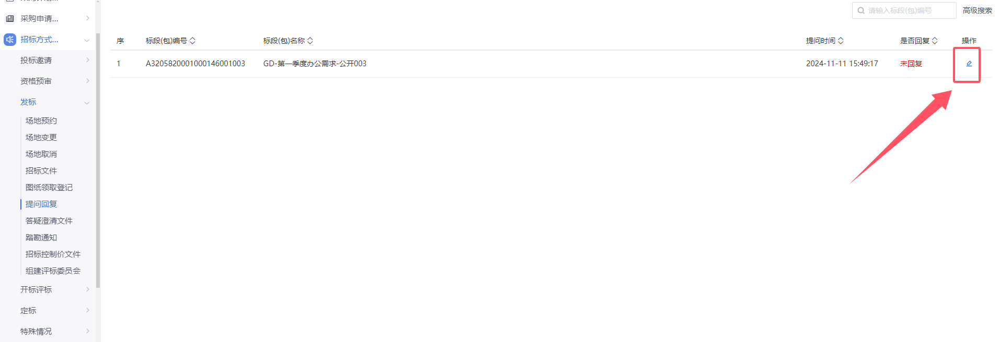 采购申请...
招标方式...
投标邀请
资格预审
发标
场地预约
场地变更
场地取消
招标文件
图纸领取登记
提问回复
答疑澄清文件
踏勘通知
招标控制价文件
组建评标委员会
开标评标
定标
特殊情况
请输入标段(包)编号 高级搜索
序 标段(包)编号 标段(包)名称 提问时间 是否回复 操作
1 A3205820001000146001003 GD-第一季度办公需求-公开003 2024-11-11 15:49:17 未回复